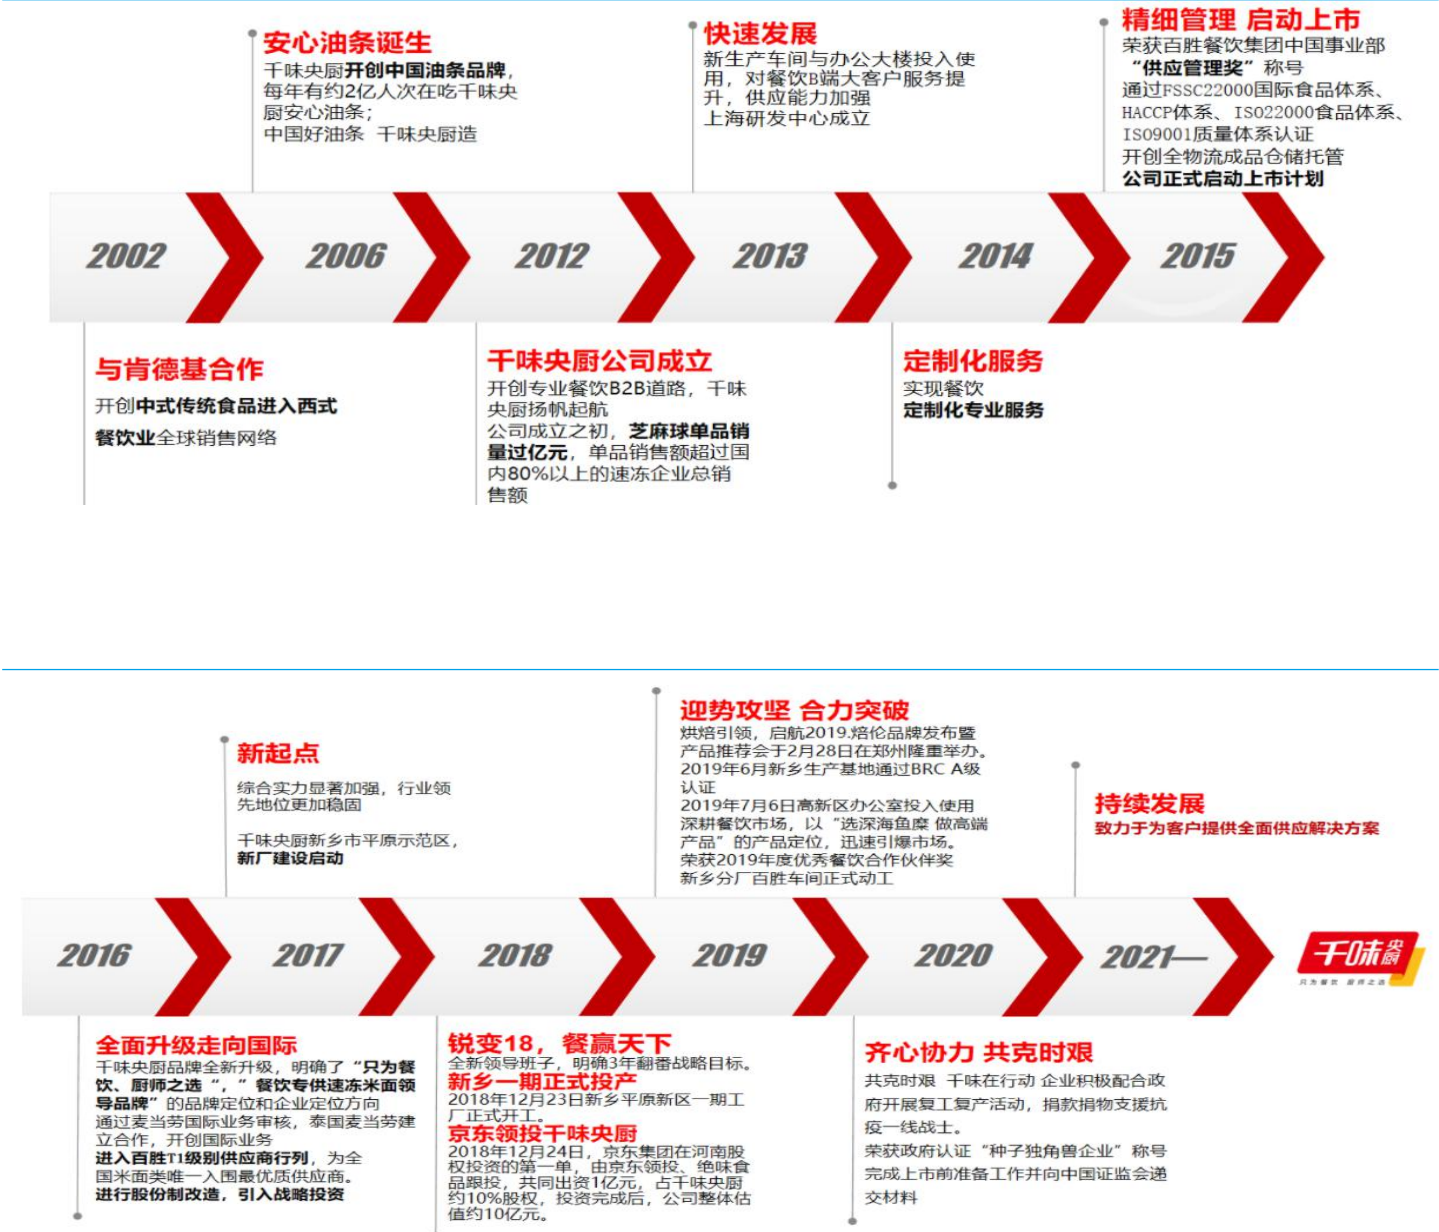 安心油条诞生
千味央厨开创中国油条品牌，
每年有约2亿人次在吃千味央
厨安心油条；
中国好油条 千味央厨造
快速发展
新生产车间与办公大楼投入使
用，对餐饮B端大客户服务提
升，供应能力加强
上海研发中心成立
精细管理 启动上市
荣获百胜餐饮集团中国事业部
“供应管理奖”称号
通过FSSC22000国际食品体系、
HACCP体系、ISO22000食品体系、
ISO9001质量体系认证
开创全物流成品仓储托管
公司正式启动上市计划
2002
2006
2012
2013
2014
2015
与肯德基合作
开创中式传统食品进入西式
餐饮业全球销售网络
千味央厨公司成立
开创专业餐饮B2B道路，千味
央厨扬帆起航
公司成立之初，芝麻球单品销
量过亿元，单品销售额超过国
内80%以上的速冻企业总销
售额
定制化服务
实现餐饮
定制化专业服务
新起点
综合实力显著加强，行业领
先地位更加稳固
千味央厨新乡市平原示范区，
新厂建设启动
迎势攻坚 合力突破
烘焙引领，启航2019.焙伦品牌发布暨
产品推荐会于2月28日在郑州隆重举办。
2019年6月新乡生产基地通过BRC A级
认证
2019年7月6日高新区办公室投入使用
深耕餐饮市场，以“选深海鱼糜 做高端
产品”的产品定位，迅速引爆市场。
荣获2019年度优秀餐饮合作伙伴奖
新乡分厂百胜车间正式动工
持续发展
致力于为客户提供全面供应解决方案
2016
2017
2018
2019
2020
2021—
千味央厨
只为餐饮 厨师之选
全面升级走向国际
千味央厨品牌全新升级，明确了“只为餐
饮、厨师之选“，”餐饮专供速冻米面领
导品牌”的品牌定位和企业定位方向
通过麦当劳国际业务审核，泰国麦当劳建
立合作，开创国际业务
进入百胜T1级别供应商行列，为全
国米面类唯一入围最优质供应商。
进行股份制改造，引入战略投资
锐变18，餐赢天下
全新领导班子，明确3年翻番战略目标。
新乡一期正式投产
2018年12月23日新乡平原新区一期工
厂正式开工。
京东领投千味央厨
2018年12月24日，京东集团在河南股
权投资的第一单，由京东领投、绝味食
品跟投，共同出资1亿元，占千味央厨
约10%股权，投资完成后，公司整体估
值约10亿元。
齐心协力 共克时艰
共克时艰 千味在行动 企业积极配合政
府开展复工复产活动，捐款捐物支援抗
疫一线战士。
荣获政府认证“种子独角兽企业”称号
完成上市前准备工作并向中国证监会递
交材料